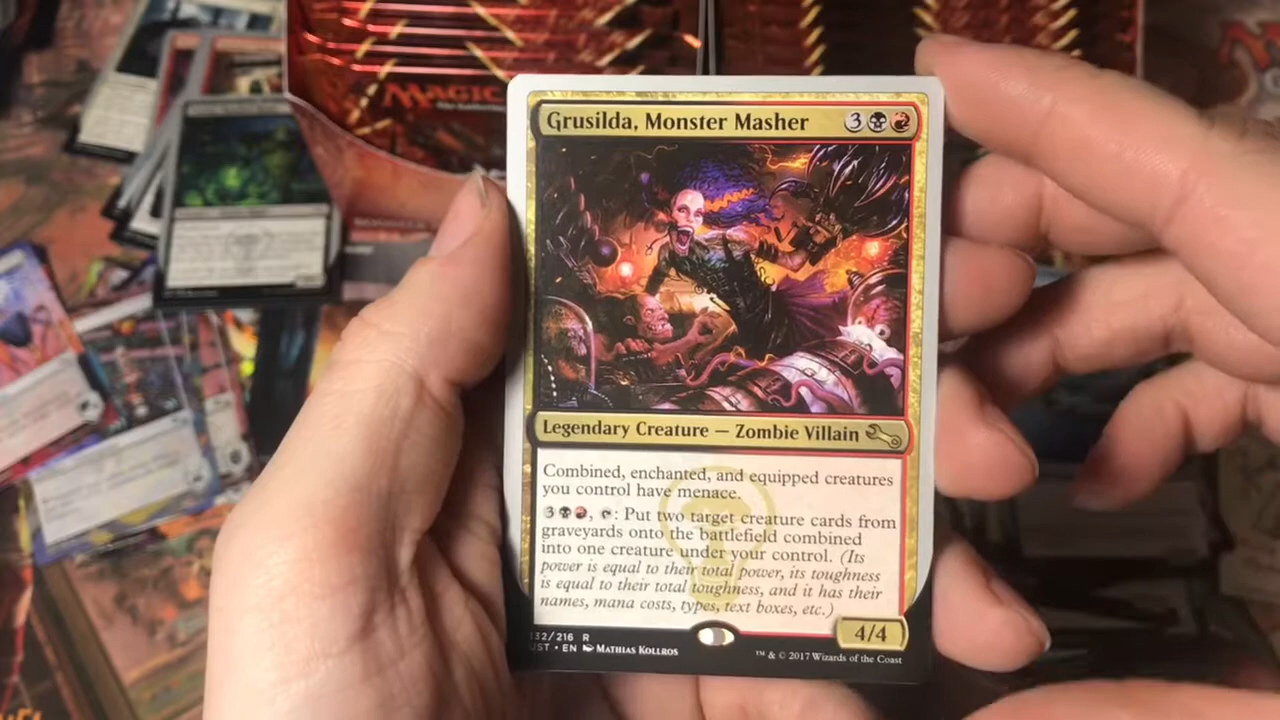 MAGIC
Grusilda, Monster Masher 3
Legendary Creature — Zombie Villain
Combined, enchanted, and equipped creatures
you control have menace.
3 , : Put two target creature cards from
graveyards onto the battlefield combined
into one creature under your control. (Its
power is equal to their total power, its toughness
is equal to their total toughness, and it has their
names, mana costs, types, text boxes, etc.)
4/4
132/216 R
UST • EN Mathias Kollros
™ & © 2017 Wizards of the Coast